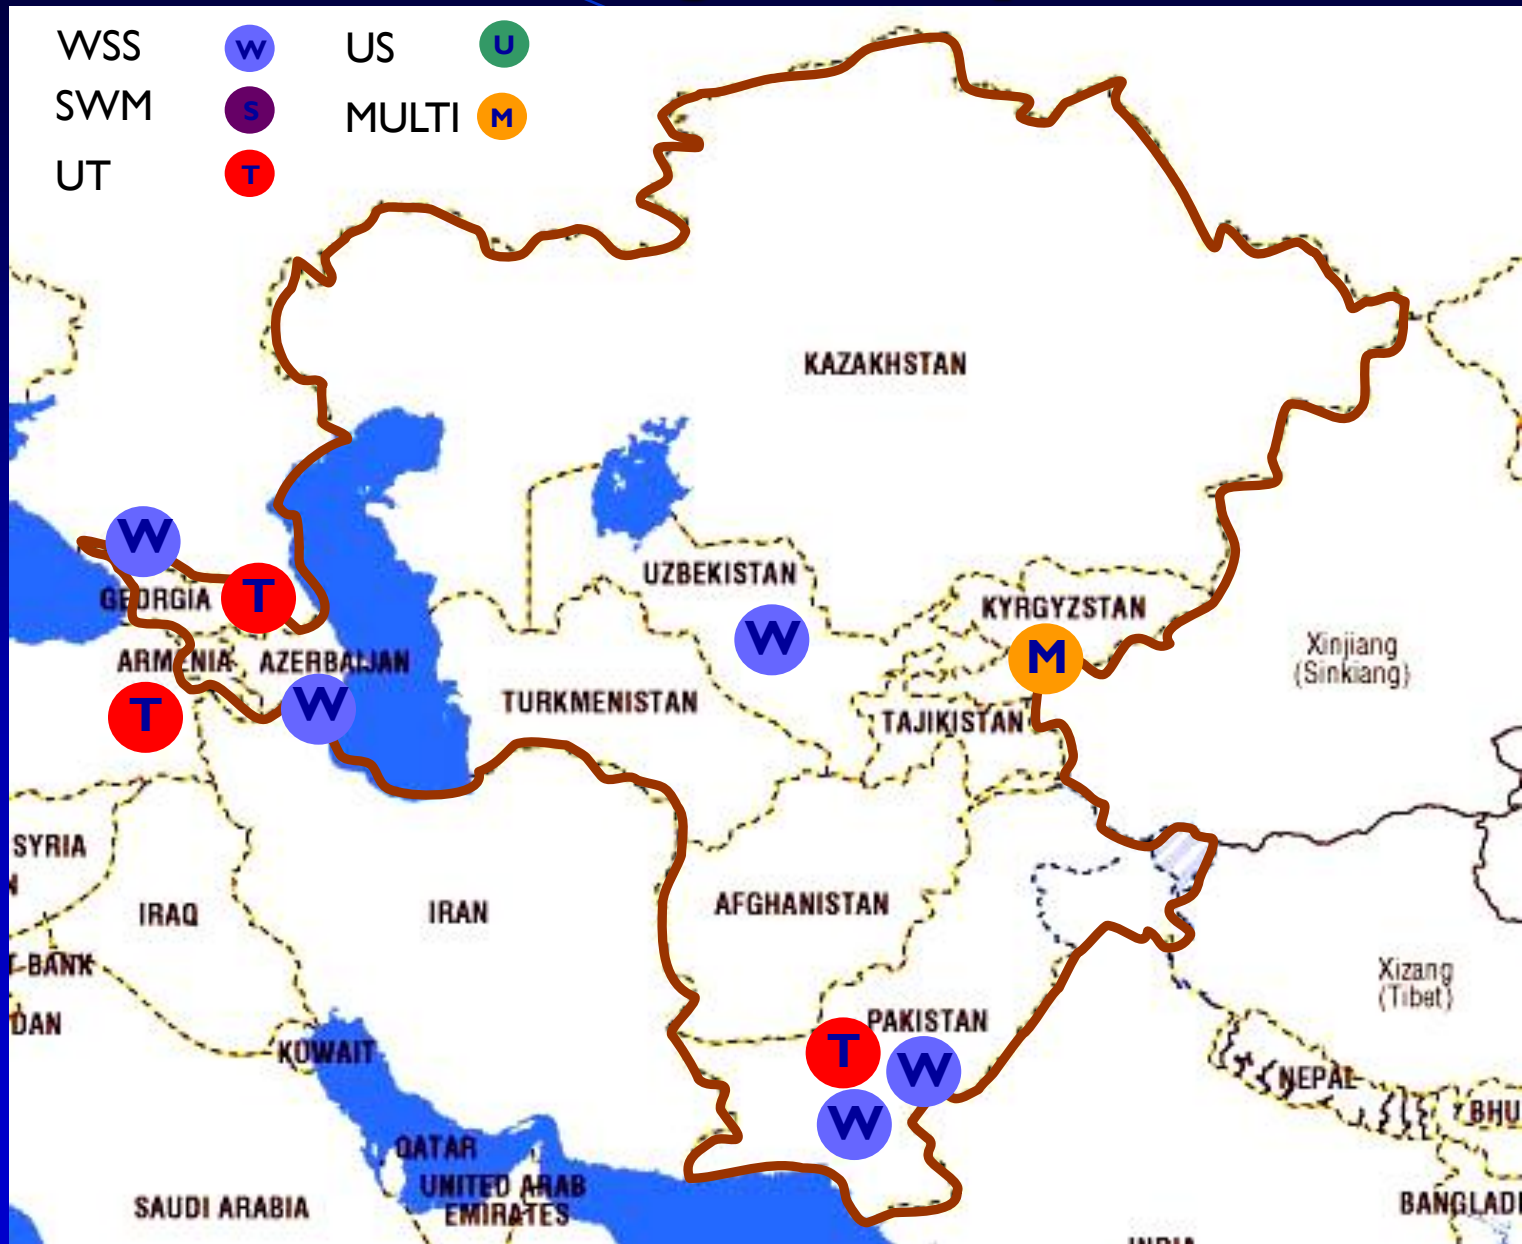 WSS W US U
SWM S MULTI M
UT T
KAZAKHSTAN
W
UZBEKISTAN
GEORGIA T
KYRGYZSTAN
W
M
Xinjiang
(Sinkiang)
ARMENIA AZERBAIJAN
T W
TURKMENISTAN
TAJIKISTAN
SYRIA
IRAQ
IRAN
AFGHANISTAN
BANK
Xizang
(Tibet)
DAN
PAKISTAN
KUWAIT
T
W
W
NEPAL
BHU
QATAR
UNITED ARAB
EMIRATES
SAUDI ARABIA
BANGLAD
INDIA